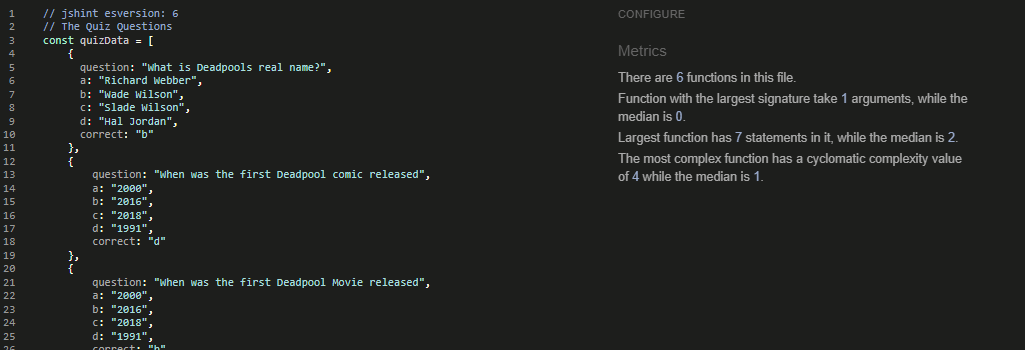 1 // jshint esversion: 6
2 // The Quiz Questions
3 const quizData = [
4 {
5 question: "What is Deadpools real name?",
6 a: "Richard Webber",
7 b: "Wade Wilson",
8 c: "Slade Wilson",
9 d: "Hal Jordan",
10 correct: "b"
11 },
12 {
13 question: "When was the first Deadpool comic released",
14 a: "2000",
15 b: "2016",
16 c: "2018",
17 d: "1991",
18 correct: "d"
19 },
20 {
21 question: "When was the first Deadpool Movie released",
22 a: "2000",
23 b: "2016",
24 c: "2018",
25 d: "1991",
26 correct: "b"
CONFIGURE
Metrics
There are 6 functions in this file.
Function with the largest signature take 1 arguments, while the
median is 0.
Largest function has 7 statements in it, while the median is 2.
The most complex function has a cyclomatic complexity value
of 4 while the median is 1.